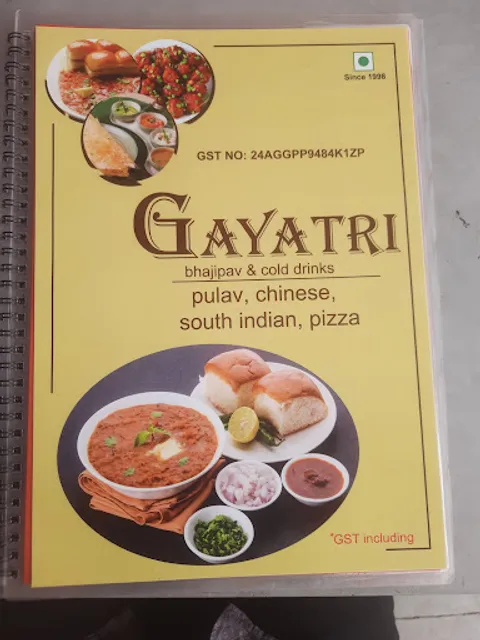 Since 1998
GST NO: 24AGGPP9484K1ZP
GAYATRI
bhajipav & cold drinks
pulav, chinese,
south indian, pizza
*GST including